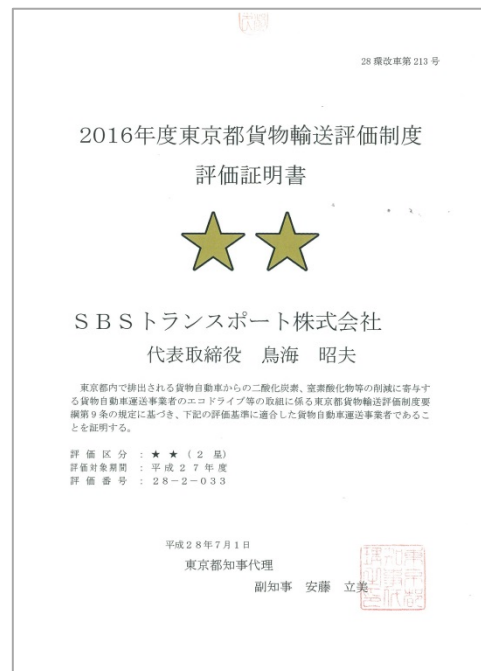 28環改車第213号
2016年度東京都貨物輸送評価制度
評価証明書
SBSトランスポート株式会社
代表取締役 鳥海 昭夫
東京都内で排出される貨物自動車からの二酸化炭素、窒素酸化物等の削減に寄与す
る貨物自動車運送事業者のエコドライブ等の取組に係る東京都貨物輸送評価制度要
綱第9条の規定に基づき、下記の評価基準に適合した貨物自動車運送事業者であるこ
とを証明する。
評価区分 : ★★(2星)
評価対象期間 : 平成27年度
評価番号 : 28-2-033
平成28年7月1日
東京都知事代理
副知事 安藤 立美